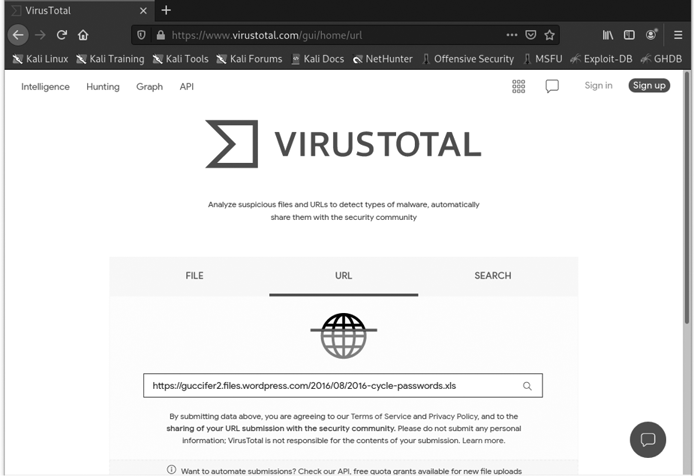 VirusTotal
https://www.virustotal.com/gui/home/url
Kali Linux Kali Training Kali Tools Kali Forums Kali Docs NetHunter Offensive Security MSFU Exploit-DB GHDB
Intelligence Hunting Graph API Sign in Sign up
VIRUSTOTAL
Analyze suspicious files and URLs to detect types of malware, automatically
share them with the security community
FILE URL SEARCH
https://guccifer2.files.wordpress.com/2016/08/2016-cycle-passwords.xls
By submitting data above, you are agreeing to our Terms of Service and Privacy Policy, and to the
sharing of your URL submission with the security community. Please do not submit any personal
information; VirusTotal is not responsible for the contents of your submission. Learn more.
Want to automate submissions? Check our API, free quota grants available for new file uploads